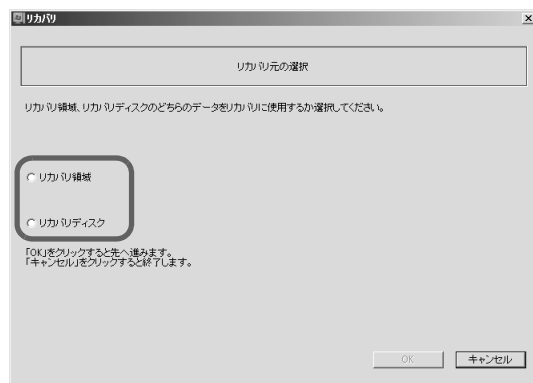 リカバリ
リカバリ元の選択
リカバリ領域、リカバリディスクのどちらのデータをリカバリに使用するか選択してください。
リカバリ領域
リカバリディスク
「OK」をクリックすると先へ進みます。
「キャンセル」をクリックすると終了します。
OK
キャンセル